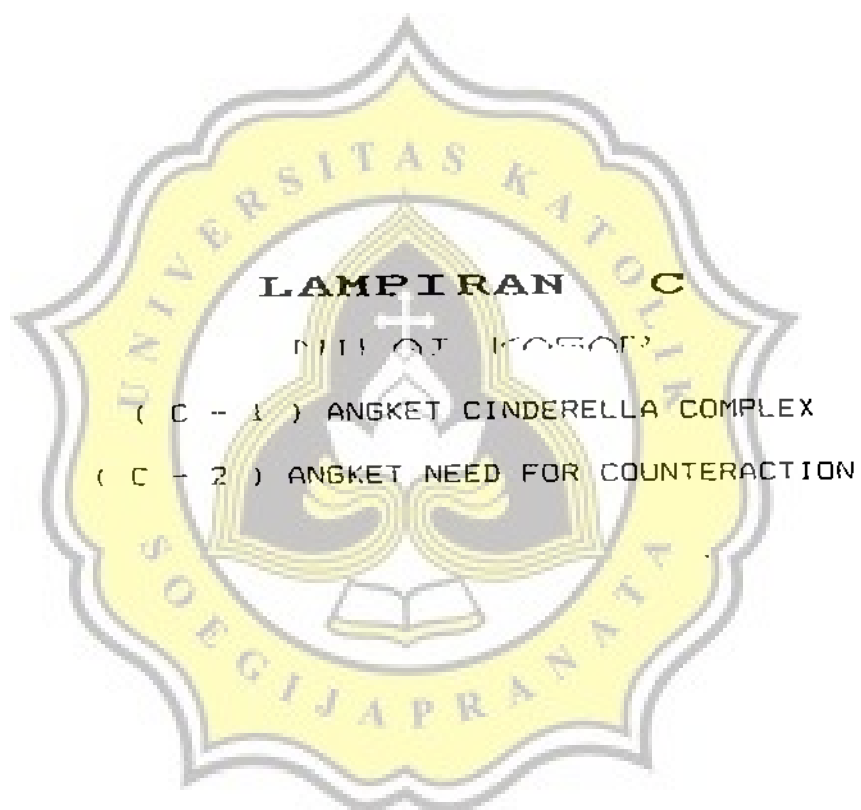 UNIVERSITAS KATOLIK
LAMPIRAN C
( C - 1 ) ANGKET CINDERELLA COMPLEX
( C - 2 ) ANGKET NEED FOR COUNTERACTION
SOEGIJAPRANATA